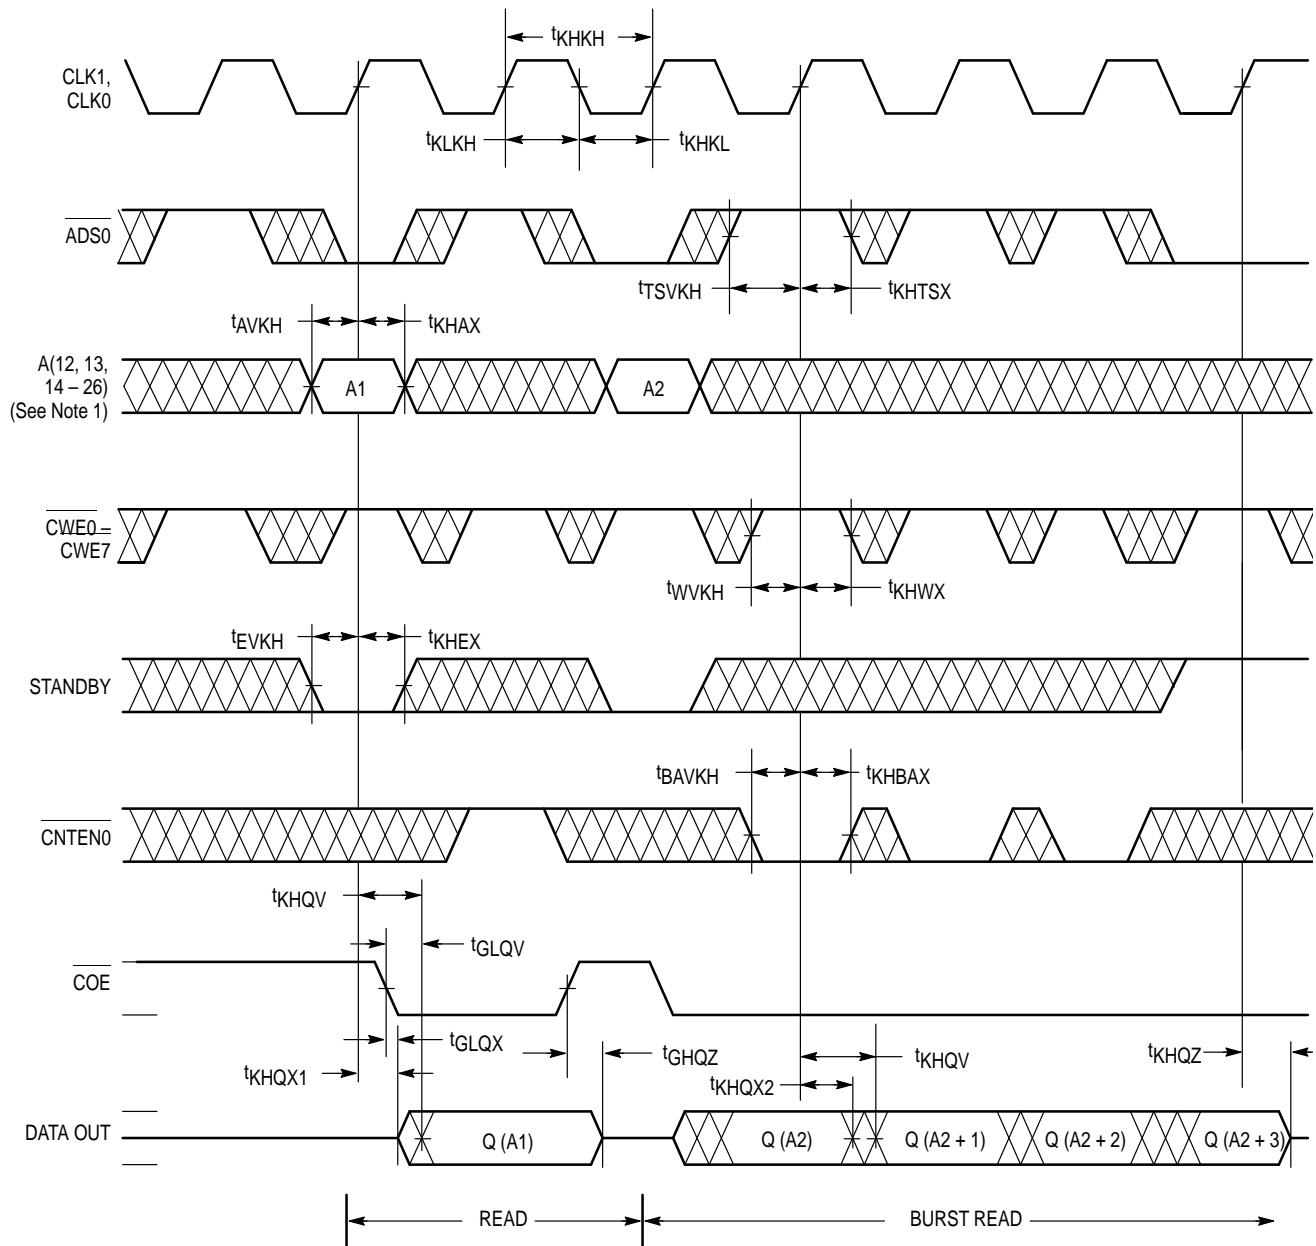 tKHKH
CLK1,
CLK0
tKLKH
tKHKL
ADS0
tTSVKH
tKHTSX
tAVKH
tKHAX
A(12, 13,
14 – 26)
(See Note 1)
A1
A2
CWE0 –
CWE7
tWVKH
tKHWX
tEVKH
tKHEX
STANDBY
tBAVKH
tKHBAX
CNTEN0
tKHQV
tGLQV
COE
tGLQX
tGHQZ
tKHQV
tKHQZ
tKHQX1
tKHQX2
DATA OUT
Q (A1)
Q (A2)
Q (A2 + 1)
Q (A2 + 2)
Q (A2 + 3)
READ
BURST READ